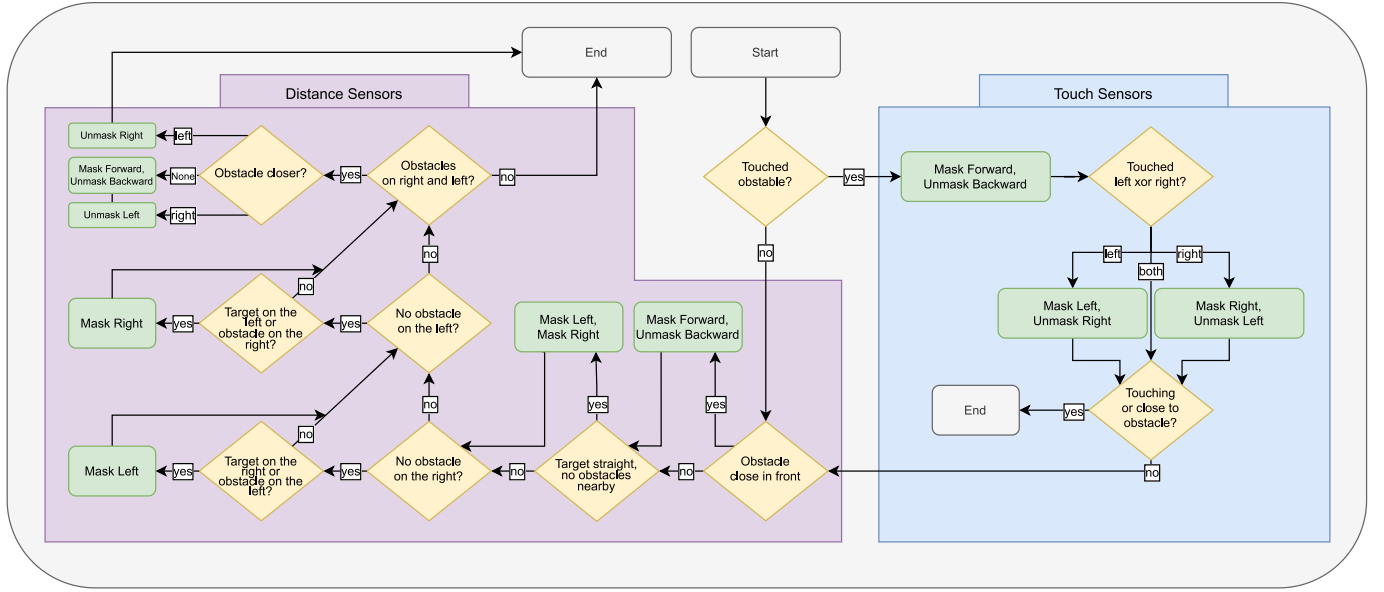 End
Start
Distance Sensors
Touch Sensors
Unmask Right
left
Mask Forward,
Unmask Backward
None
Unmask Left
right
Obstacle closer?
yes
Obstacles
on right and left?
no
Touched
obstable?
yes
Mask Forward,
Unmask Backward
Touched
left xor right?
no
no
left
both
right
Mask Left,
Unmask Right
Mask Right,
Unmask Left
Mask Right
yes
Target on the
left or
obstacle on the
right?
no
yes
No obstacle
on the left?
Mask Left,
Mask Right
Mask Forward,
Unmask Backward
no
yes
yes
End
yes
Touching
or close to
obstacle?
Mask Left
yes
Target on the
right or
obstacle on the
left?
no
yes
No obstacle
on the right?
no
Target straight,
no obstacles
nearby
no
Obstacle
close in front
no